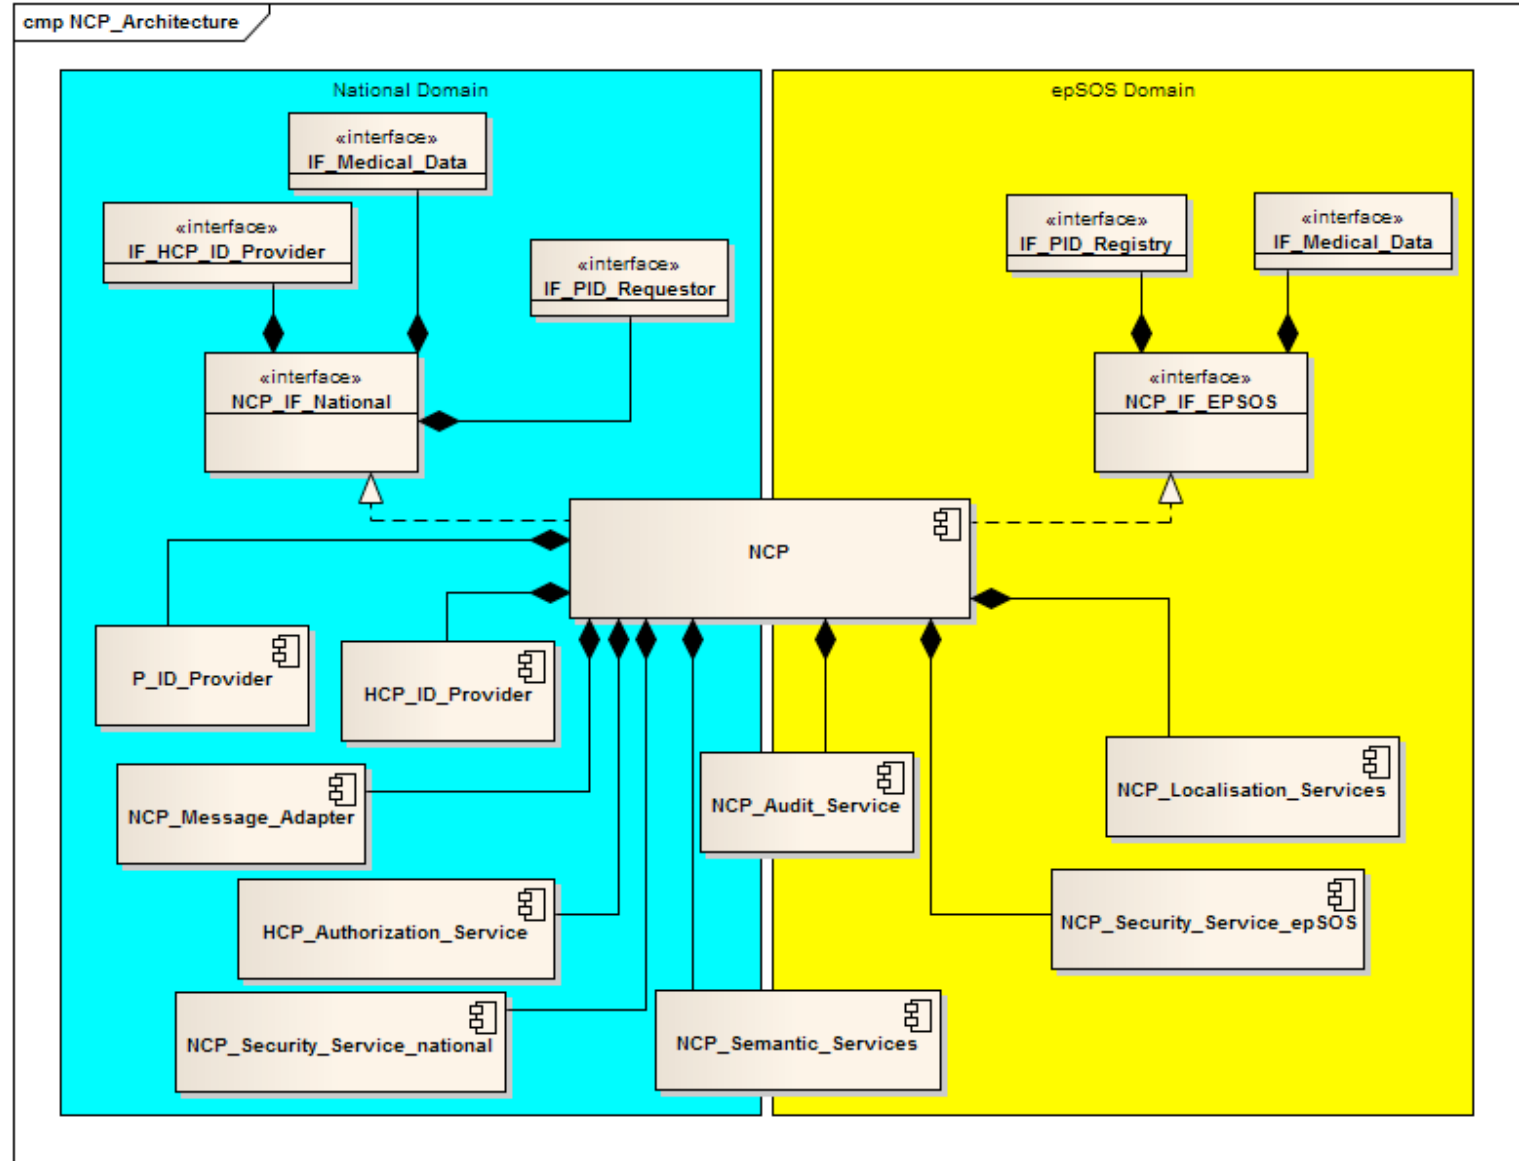 cmp NCP_Architecture
National Domain
epSOS Domain
«interface»
IF_Medical_Data
«interface»
IF_HCP_ID_Provider
«interface»
IF_PID_Requestor
«interface»
IF_PID_Registry
«interface»
IF_Medical_Data
«interface»
NCP_IF_National
«interface»
NCP_IF_EPSOS
NCP
P_ID_Provider
HCP_ID_Provider
NCP_Message_Adapter
NCP_Audit_Service
NCP_Localisation_Services
HCP_Authorization_Service
NCP_Security_Service_epSOS
NCP_Security_Service_national
NCP_Semantic_Services